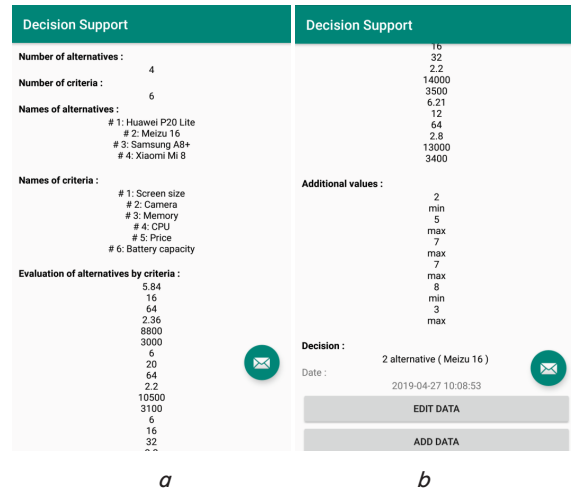 Decision Support
Number of alternatives :
4
Number of criteria :
6
Names of alternatives :
# 1: Huawei P20 Lite
# 2: Meizu 16
# 3: Samsung A8+
# 4: Xiaomi Mi 8
Names of criteria :
# 1: Screen size
# 2: Camera
# 3: Memory
# 4: CPU
# 5: Price
# 6: Battery capacity
Evaluation of alternatives by criteria :
5.84
16
64
2.36
8800
3000
6
20
64
2.2
10500
3100
6
16
32
a
Decision Support
16
32
2.2
14000
3500
6.21
12
64
2.8
13000
3400
Additional values :
2
min
5
max
7
max
7
max
8
min
3
max
Decision :
2 alternative ( Meizu 16 )
Date :
2019-04-27 10:08:53
EDIT DATA
ADD DATA
b